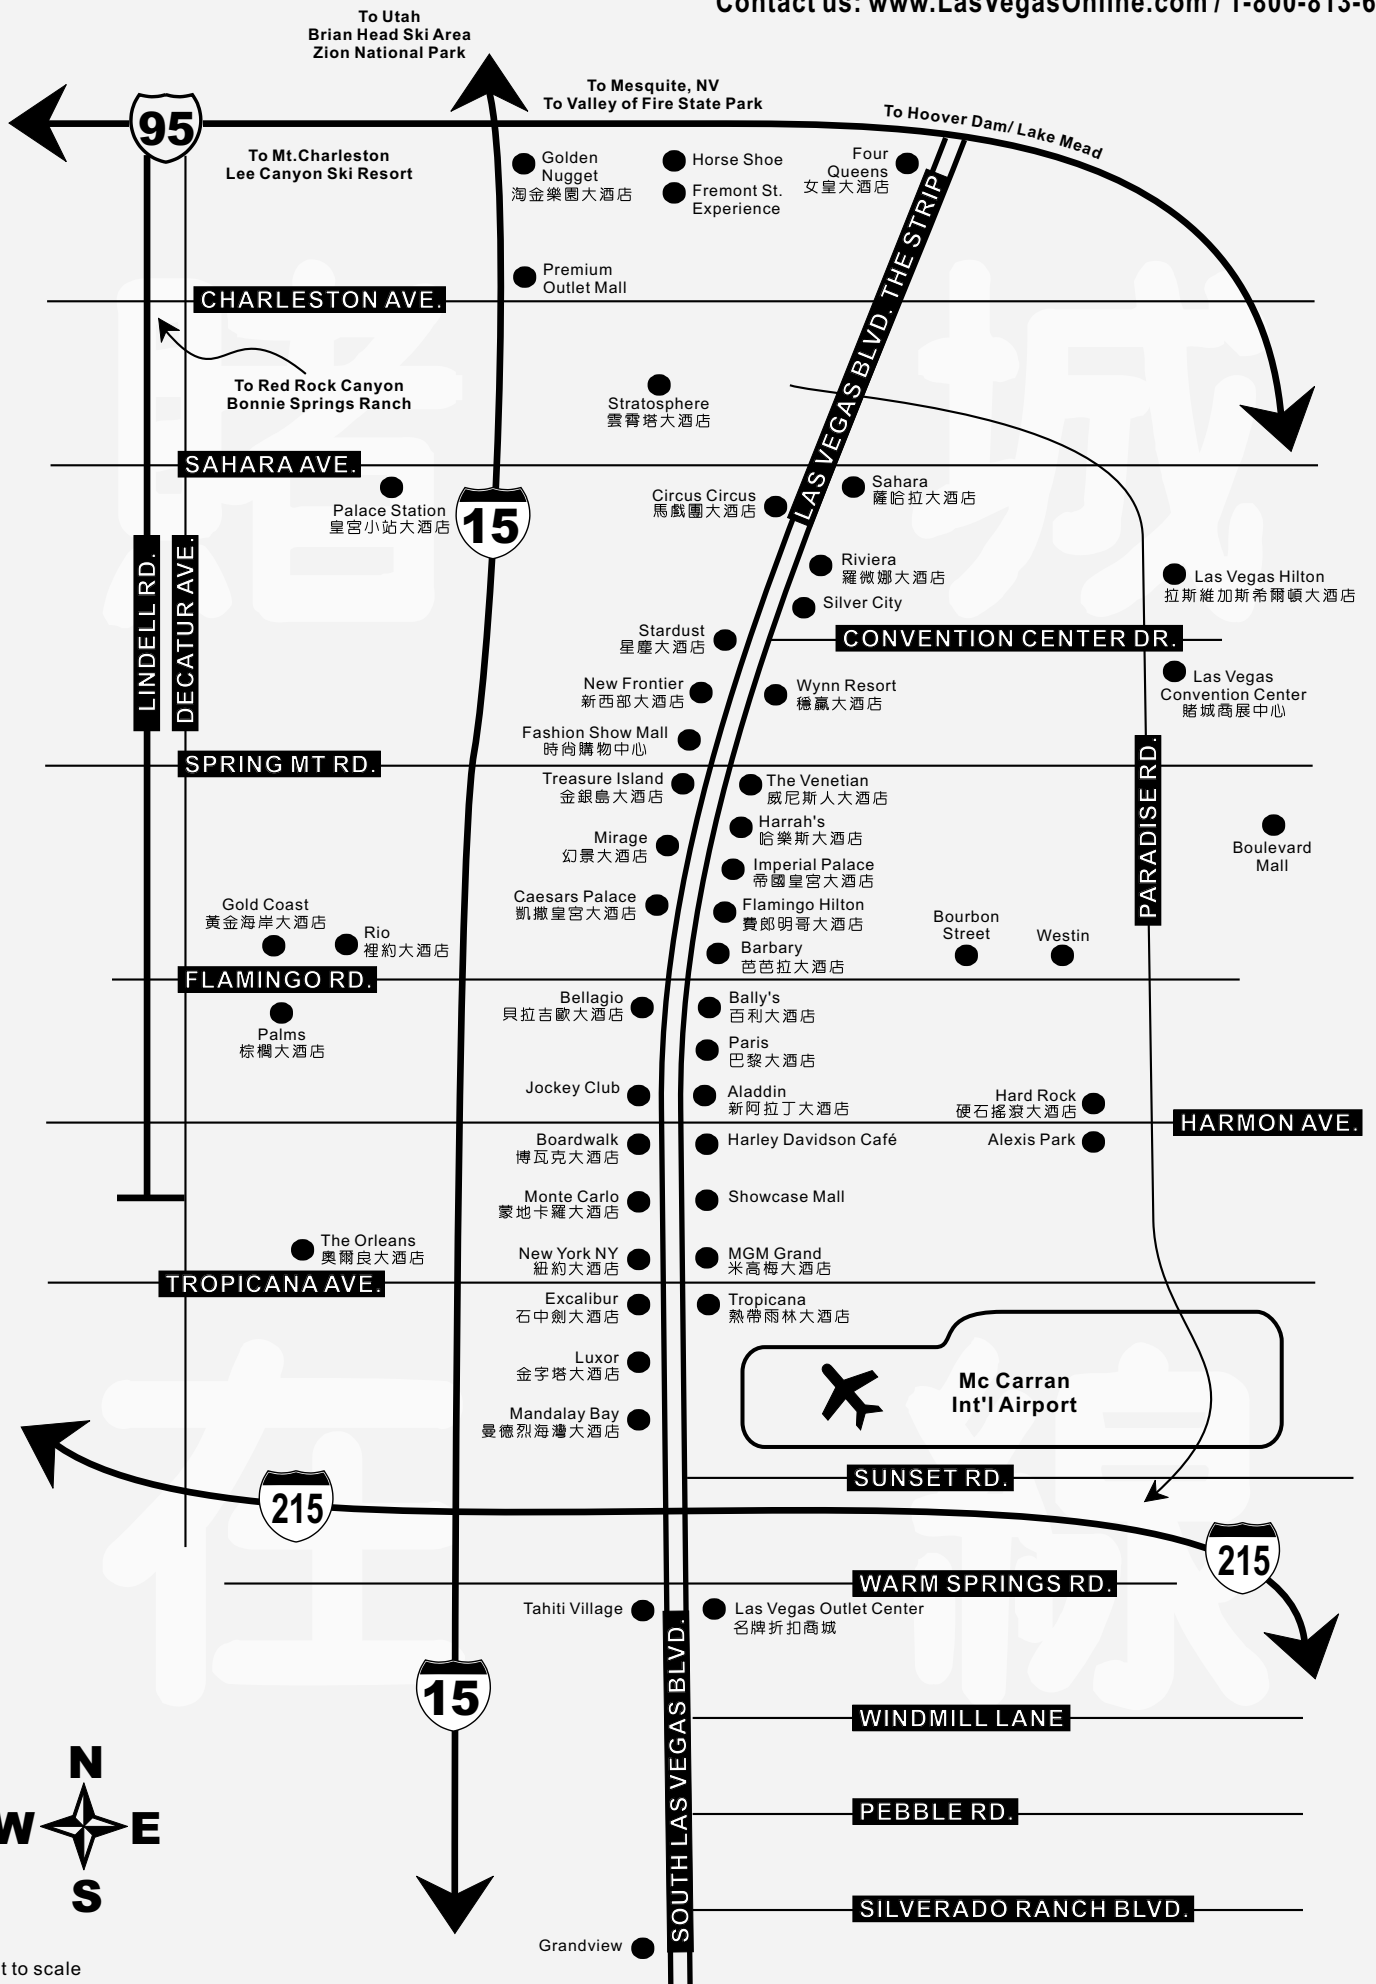 Contact us: www.LasVegasOnline.com / 1-800-813-6
To Utah
Brian Head Ski Area
Zion National Park
To Mesquite, NV
To Valley of Fire State Park
To Hoover Dam/ Lake Mead
95
To Mt.Charleston
Lee Canyon Ski Resort
Golden
Nugget
淘金樂園大酒店
Horse Shoe
Fremont St.
Experience
Four
Queens
女皇大酒店
LAS VEGAS BLVD. THE STRIP
Premium
Outlet Mall
CHARLESTON AVE.
To Red Rock Canyon
Bonnie Springs Ranch
Stratosphere
雲霄塔大酒店
賭城
SAHARA AVE.
Palace Station
皇宮小站大酒店
15
Circus Circus
馬戲團大酒店
Sahara
薩哈拉大酒店
LINDELL RD.
DECATUR AVE.
Riviera
羅微娜大酒店
Silver City
Las Vegas Hilton
拉斯維加斯希爾頓大酒店
Stardust
星塵大酒店
CONVENTION CENTER DR.
New Frontier
新西部大酒店
Wynn Resort
穩贏大酒店
Las Vegas
Convention Center
賭城商展中心
Fashion Show Mall
時尚購物中心
SPRING MT RD.
PARADISE RD.
Treasure Island
金銀島大酒店
The Venetian
威尼斯人大酒店
Mirage
幻景大酒店
Harrah's
哈樂斯大酒店
Boulevard
Mall
Imperial Palace
帝國皇宮大酒店
Caesars Palace
凱撒皇宮大酒店
Flamingo Hilton
費郎明哥大酒店
Gold Coast
黃金海岸大酒店
Rio
裡約大酒店
Barbary
芭芭拉大酒店
Bourbon
Street
Westin
FLAMINGO RD.
Palms
棕櫚大酒店
Bellagio
貝拉吉歐大酒店
Bally's
百利大酒店
Paris
巴黎大酒店
Jockey Club
Aladdin
新阿拉丁大酒店
Hard Rock
硬石搖滾大酒店
HARMON AVE.
Boardwalk
博瓦克大酒店
Harley Davidson Café
Alexis Park
Monte Carlo
蒙地卡羅大酒店
Showcase Mall
The Orleans
奧爾良大酒店
New York NY
紐約大酒店
MGM Grand
米高梅大酒店
TROPICANA AVE.
Excalibur
石中劍大酒店
Tropicana
熱帶雨林大酒店
Luxor
金字塔大酒店
Mc Carran
Int'l Airport
Mandalay Bay
曼德烈海灣大酒店
在線
SUNSET RD.
215
215
WARM SPRINGS RD.
Tahiti Village
Las Vegas Outlet Center
名牌折扣商城
SOUTH LAS VEGAS BLVD.
15
WINDMILL LANE
PEBBLE RD.
SILVERADO RANCH BLVD.
Grandview
N
W E
S
t to scale